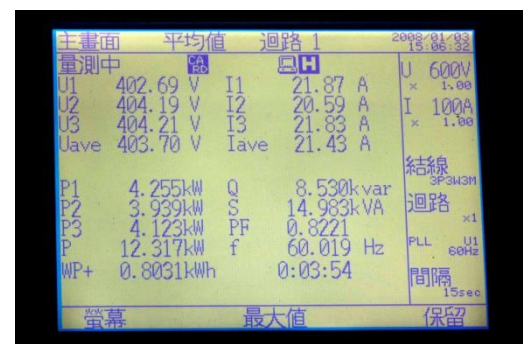 主畫面 平均值 迴路 1 2008/01/03
15:06:32
量測中 CARD H
U1 402.69 V I1 21.87 A
U2 404.19 V I2 20.59 A
U3 404.21 V I3 21.83 A
Uave 403.70 V Iave 21.43 A
P1 4.255kW Q 8.530kvar
P2 3.939kW S 14.983kVA
P3 4.123kW PF 0.8221
P 12.317kW f 60.019 Hz
WP+ 0.8031kWh 0:03:54
U 600V
× 1.00
I 100A
× 1.00
結線
3P3W3M
迴路
×1
PLL U1
60Hz
間隔
15sec
螢幕 最大值 保留